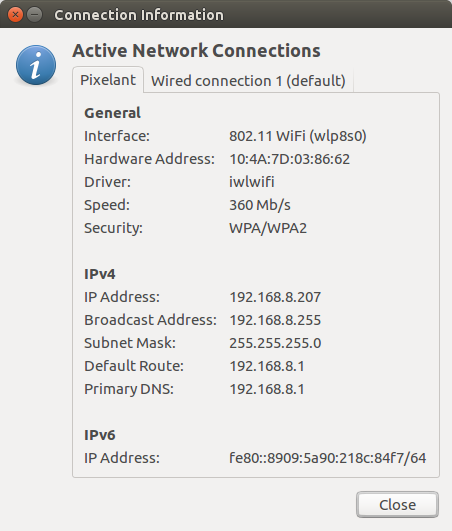 Connection Information
Active Network Connections
Pixelant Wired connection 1 (default)
General
Interface: 802.11 WiFi (wlp8s0)
Hardware Address: 10:4A:7D:03:86:62
Driver: iwlwifi
Speed: 360 Mb/s
Security: WPA/WPA2
IPv4
IP Address: 192.168.8.207
Broadcast Address: 192.168.8.255
Subnet Mask: 255.255.255.0
Default Route: 192.168.8.1
Primary DNS: 192.168.8.1
IPv6
IP Address: fe80::8909:5a90:218c:84f7/64
Close